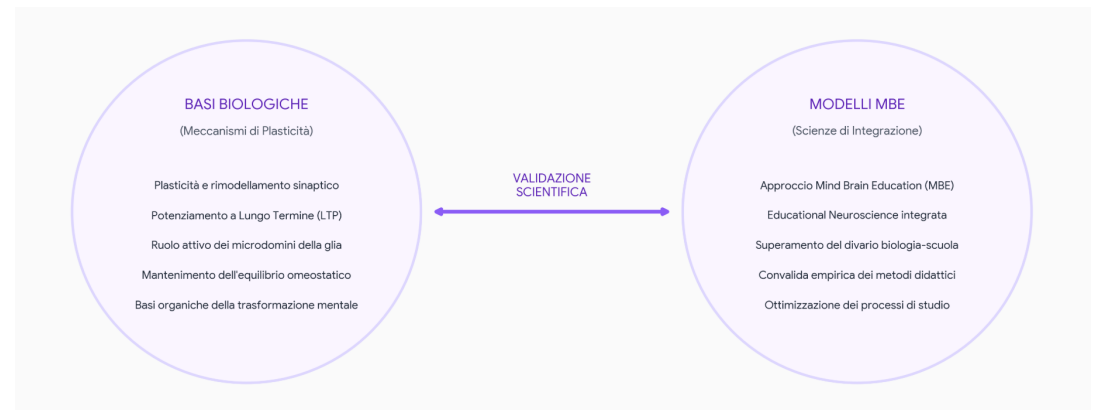 BASI BIOLOGICHE
(Meccanismi di Plasticità)
Plasticità e rimodellamento sinaptico
Potenziamento a Lungo Termine (LTP)
Ruolo attivo dei microdomini della glia
Mantenimento dell'equilibrio omeostatico
Basi organiche della trasformazione mentale
VALIDAZIONE
SCIENTIFICA
MODELLI MBE
(Scienze di Integrazione)
Approccio Mind Brain Education (MBE)
Educational Neuroscience integrata
Superamento del divario biologia-scuola
Convalida empirica dei metodi didattici
Ottimizzazione dei processi di studio